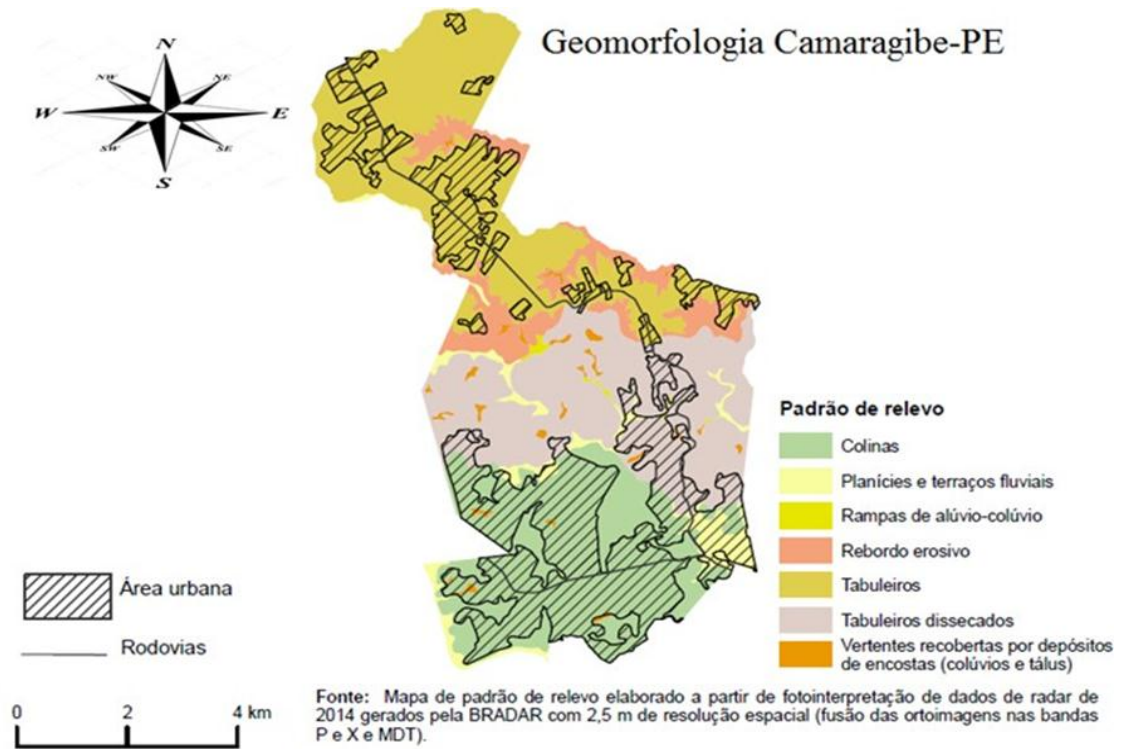 Geomorfologia Camaragibe-PE
N
NW
NE
W
E
SW
SE
S
Padrão de relevo
Colinas
Planícies e terraços fluviais
Rampas de alúvio-colúvio
Rebordo erosivo
Tabuleiros
Tabuleiros dissecados
Vertentes recobertas por depósitos
de encostas (colúvios e tálus)
Área urbana
Rodovias
0 2 4 km
Fonte: Mapa de padrão de relevo elaborado a partir de fotointerpretação de dados de radar de
2014 gerados pela BRADAR com 2,5 m de resolução espacial (fusão das ortoimagens nas bandas
P e X e MDT).